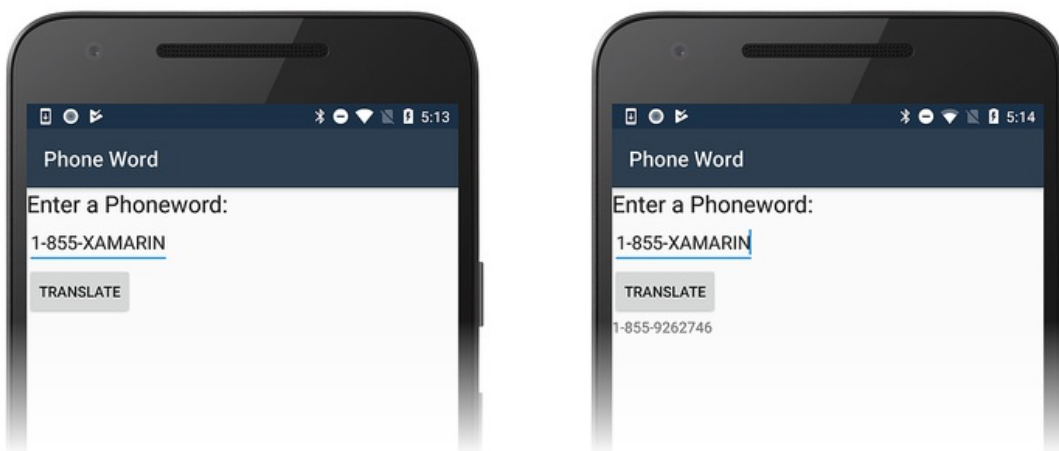 5:13
Phone Word
Enter a Phoneword:
1-855-XAMARIN
TRANSLATE
5:14
Phone Word
Enter a Phoneword:
1-855-XAMARIN
TRANSLATE
1-855-9262746